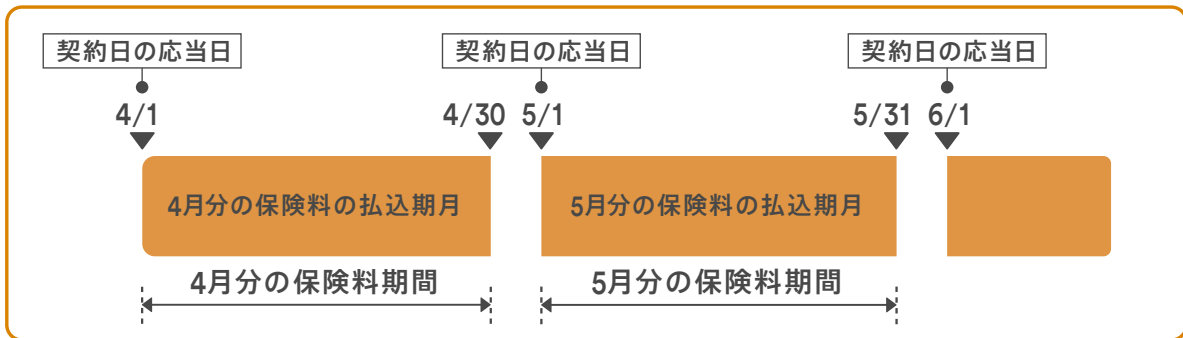 契約日の応当日 契約日の応当日 契約日の応当日
4/1 4/30 5/1 5/31 6/1
4月分の保険料の払込期月 5月分の保険料の払込期月
4月分の保険料期間 5月分の保険料期間